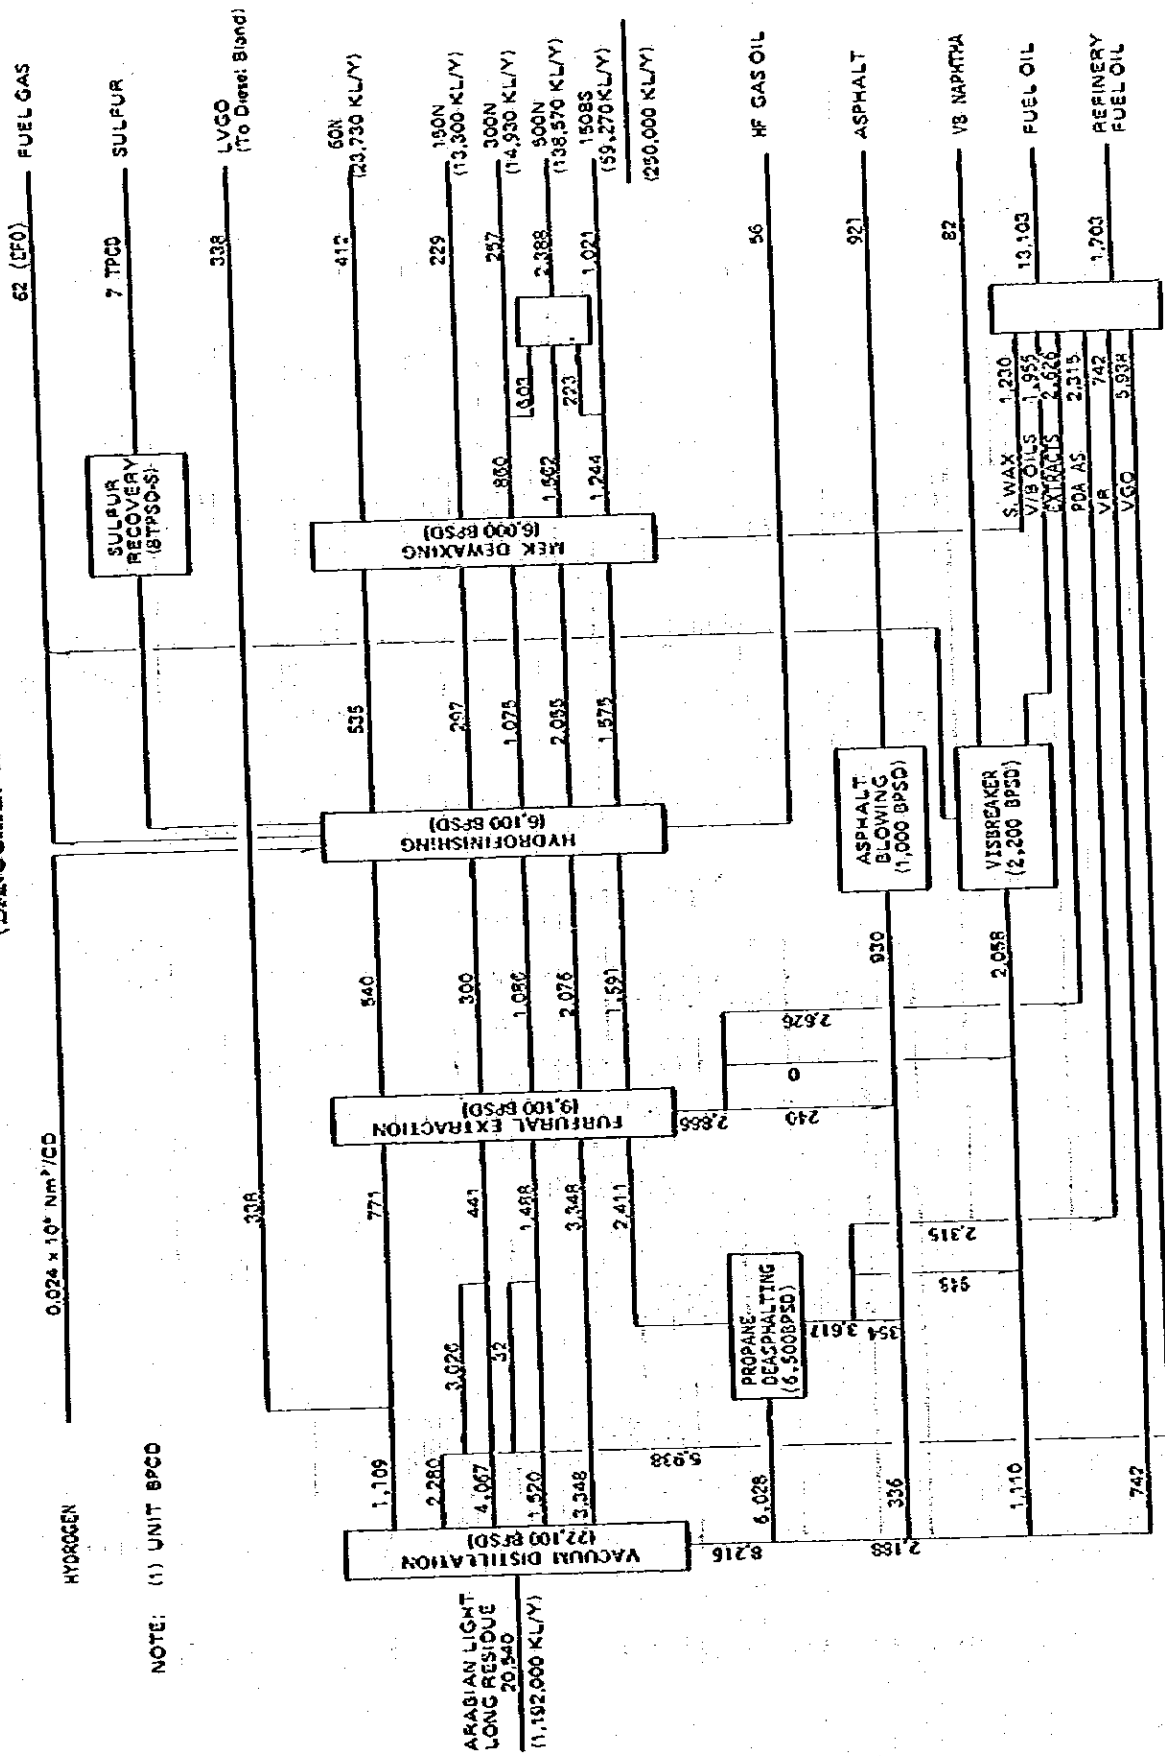 HYDROGEN
0.024 x 10⁶ Nm³/CD
NOTE: (1) UNIT BPCD
ARABIAN LIGHT
LONG RESIDUE
20,540
(1,192,000 KL/Y)
VACUUM DISTILLATION
(22,100 BPSD)
1,109
2,280
4,067
1,520
3,348
8,216
6,028
336
2,188
1,110
742
338
3,026
32
5,938
771
441
1,488
3,348
2,411
PROPANE
DEASPHALTING
(6,500BPSD)
3,617
354
948
2,315
FURFURAL EXTRACTION
(9,100 BPSD)
2,866
240
0
2,626
540
300
1,080
2,076
1,591
930
2,058
HYDROFINISHING
(6,100 BPSD)
ASPHALT
BLOWING
(1,000 BPSD)
VISBREAKER
(2,200 BPSD)
535
297
1,075
2,055
1,575
MEK DEWAXING
(6,000 BPSD)
SULPHUR
RECOVERY
(8TPSD-S)
860
1,562
1,244
603
223
S. WAX 1,230
V/B OILS 1,955
EXTRACTS 2,626
PDA AS. 2,315
VR 742
VGO 5,938
62 (EFO) FUEL GAS
7 TPCD SULFUR
338 LVGO
(To Diesel Blend)
412 60N
(23,730 KL/Y)
229 150N
(13,300 KL/Y)
257 300N
(14,930 KL/Y)
2,388 500N
(138,570 KL/Y)
1,021 150BS
(59,270KL/Y)
(250,000 KL/Y)
56 HF GAS OIL
921 ASPHALT
82 VB NAPHTHA
13,103 FUEL OIL
1,703 REFINERY
FUEL OIL